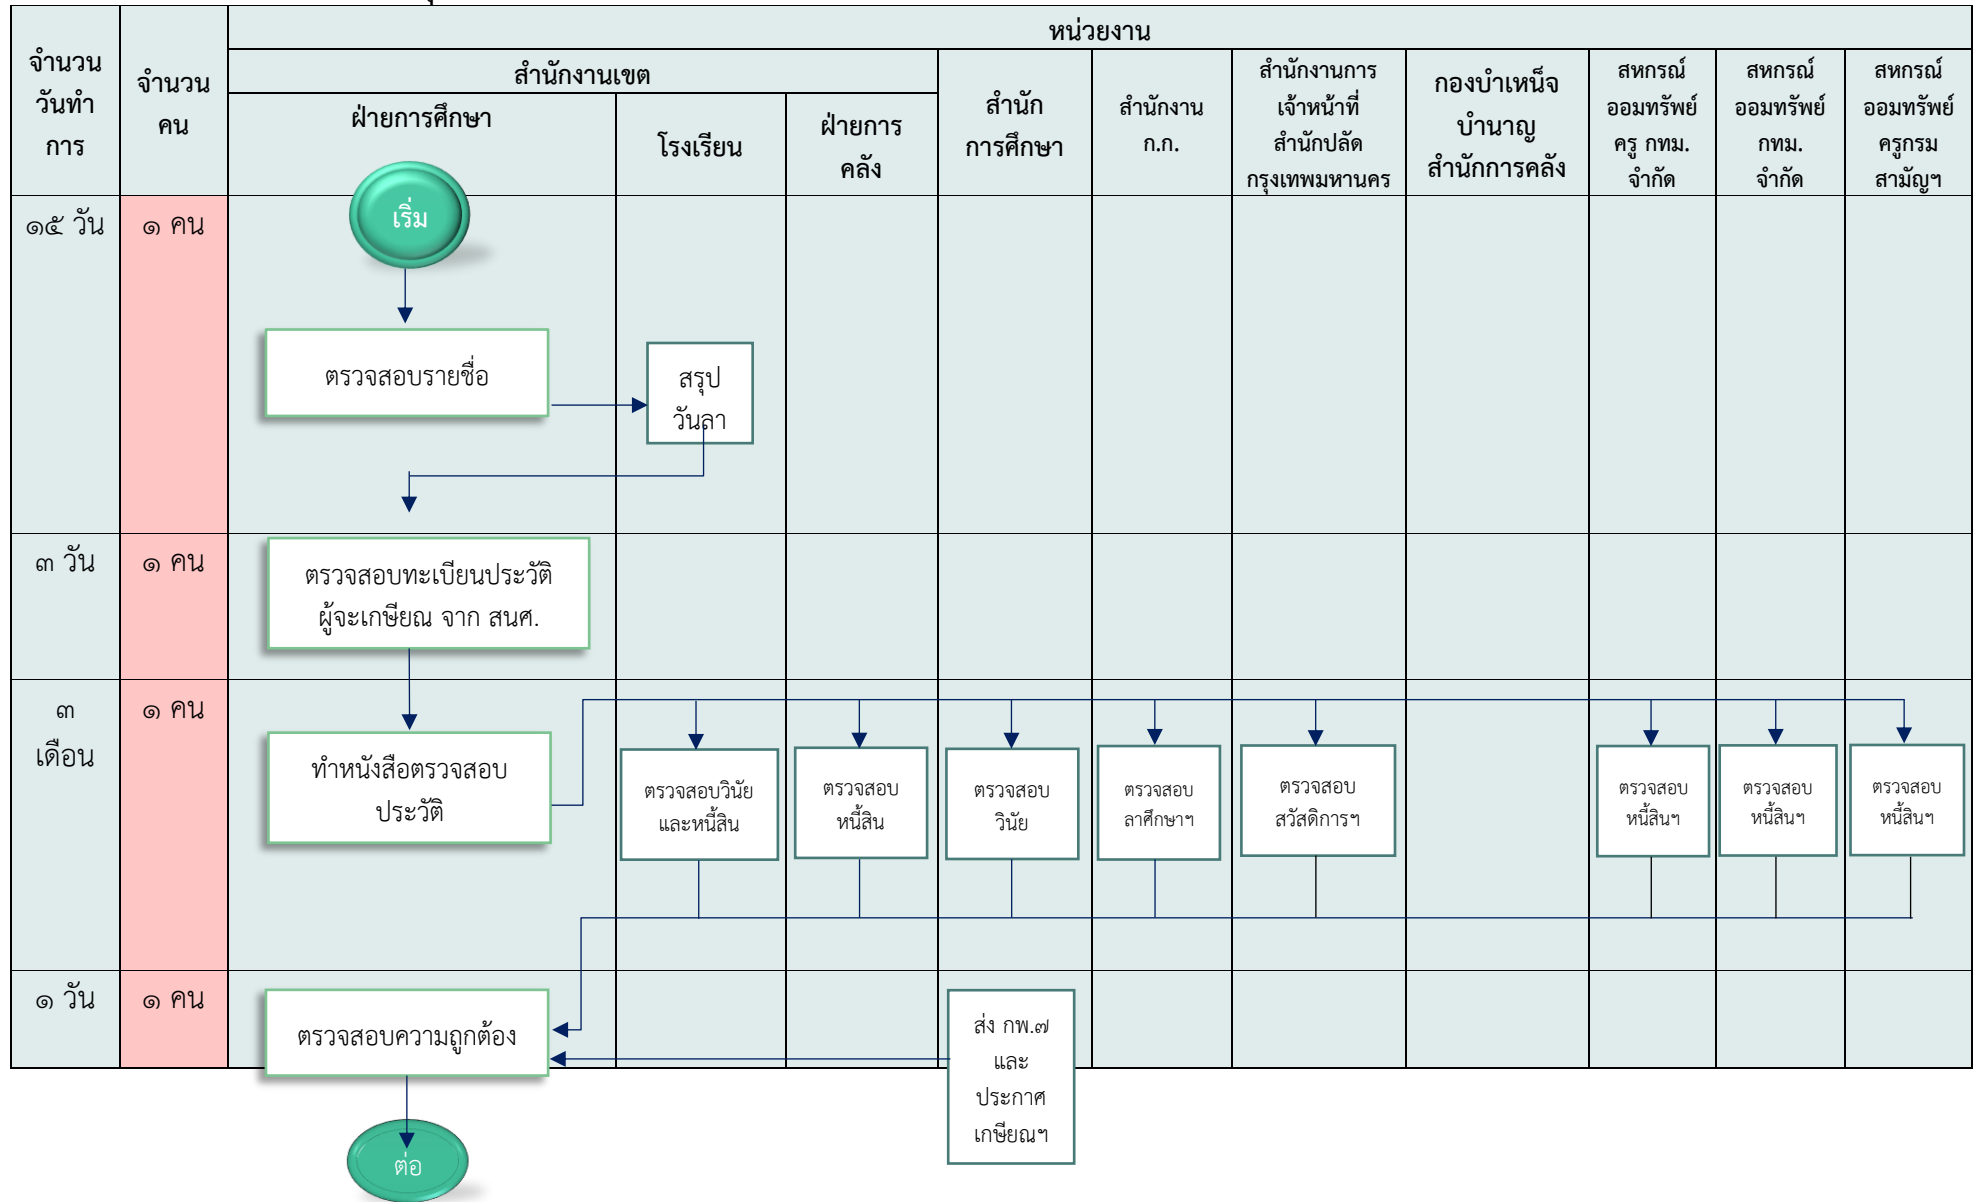 หน่วยงาน
จำนวน
วันทำ
การ
จำนวน
คน
สำนักงานเขต
ฝ่ายการศึกษา
โรงเรียน
ฝ่ายการ
คลัง
สำนัก
การศึกษา
สำนักงาน
ก.ก.
สำนักงานการ
เจ้าหน้าที่
สำนักปลัด
กรุงเทพมหานคร
กองบำเหน็จ
บำนาญ
สำนักการคลัง
สหกรณ์
ออมทรัพย์
ครู กทม.
จำกัด
สหกรณ์
ออมทรัพย์
กทม.
จำกัด
สหกรณ์
ออมทรัพย์
ครูกรม
สามัญฯ
๑๕ วัน
๑ คน
เริ่ม
ตรวจสอบรายชื่อ
สรุป
วันลา
๓ วัน
๑ คน
ตรวจสอบทะเบียนประวัติ
ผู้จะเกษียณ จาก สนศ.
๓
เดือน
๑ คน
ทำหนังสือตรวจสอบ
ประวัติ
ตรวจสอบวินัย
และหนี้สิน
ตรวจสอบ
หนี้สิน
ตรวจสอบ
วินัย
ตรวจสอบ
ลาศึกษาฯ
ตรวจสอบ
สวัสดิการฯ
ตรวจสอบ
หนี้สินฯ
ตรวจสอบ
หนี้สินฯ
ตรวจสอบ
หนี้สินฯ
๑ วัน
๑ คน
ตรวจสอบความถูกต้อง
ส่ง กพ.๗
และ
ประกาศ
เกษียณฯ
ต่อ